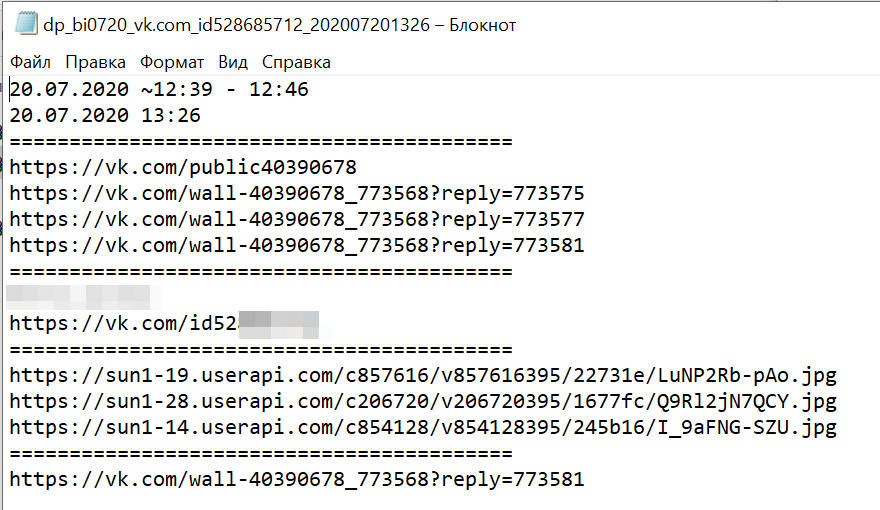 dp_bi0720_vk.com_id528685712_202007201326 – Блокнот
Файл Правка Формат Вид Справка
20.07.2020 ~12:39 - 12:46
20.07.2020 13:26
==========================================
https://vk.com/public40390678
https://vk.com/wall-40390678_773568?reply=773575
https://vk.com/wall-40390678_773568?reply=773577
https://vk.com/wall-40390678_773568?reply=773581
==========================================
https://vk.com/id52
==========================================
https://sun1-19.userapi.com/c857616/v857616395/22731e/LuNP2Rb-pAo.jpg
https://sun1-28.userapi.com/c206720/v206720395/1677fc/Q9Rl2jN7QCY.jpg
https://sun1-14.userapi.com/c854128/v854128395/245b16/I_9aFNG-SZU.jpg
==========================================
https://vk.com/wall-40390678_773568?reply=773581